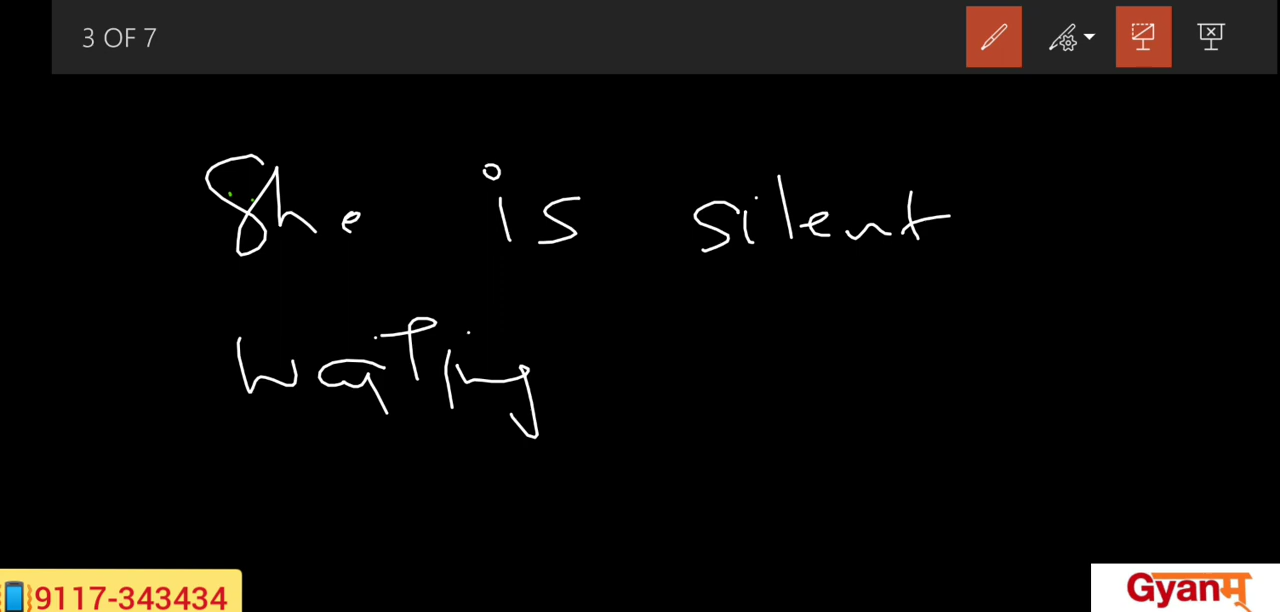 3 OF 7
She is silent
waiting
9117-343434
Gyanम